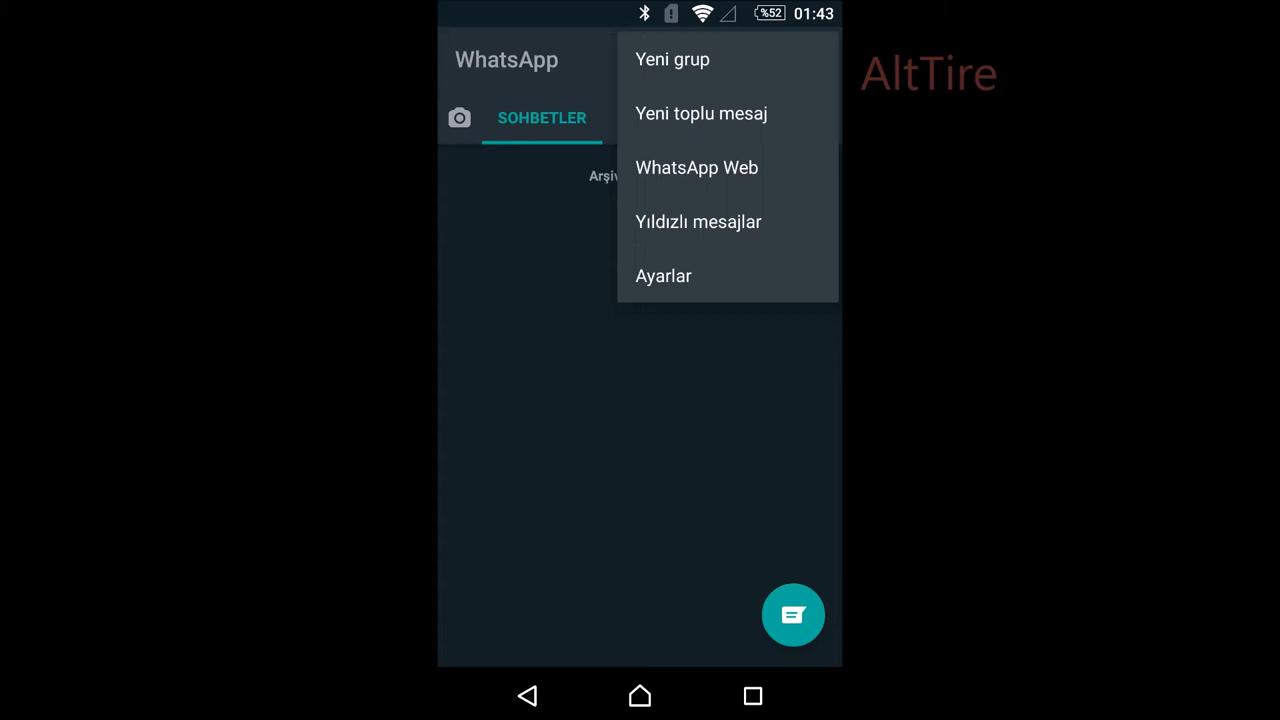 %52 01:43
WhatsApp
AltTire
SOHBETLER
Yeni grup
Yeni toplu mesaj
WhatsApp Web
Yıldızlı mesajlar
Ayarlar